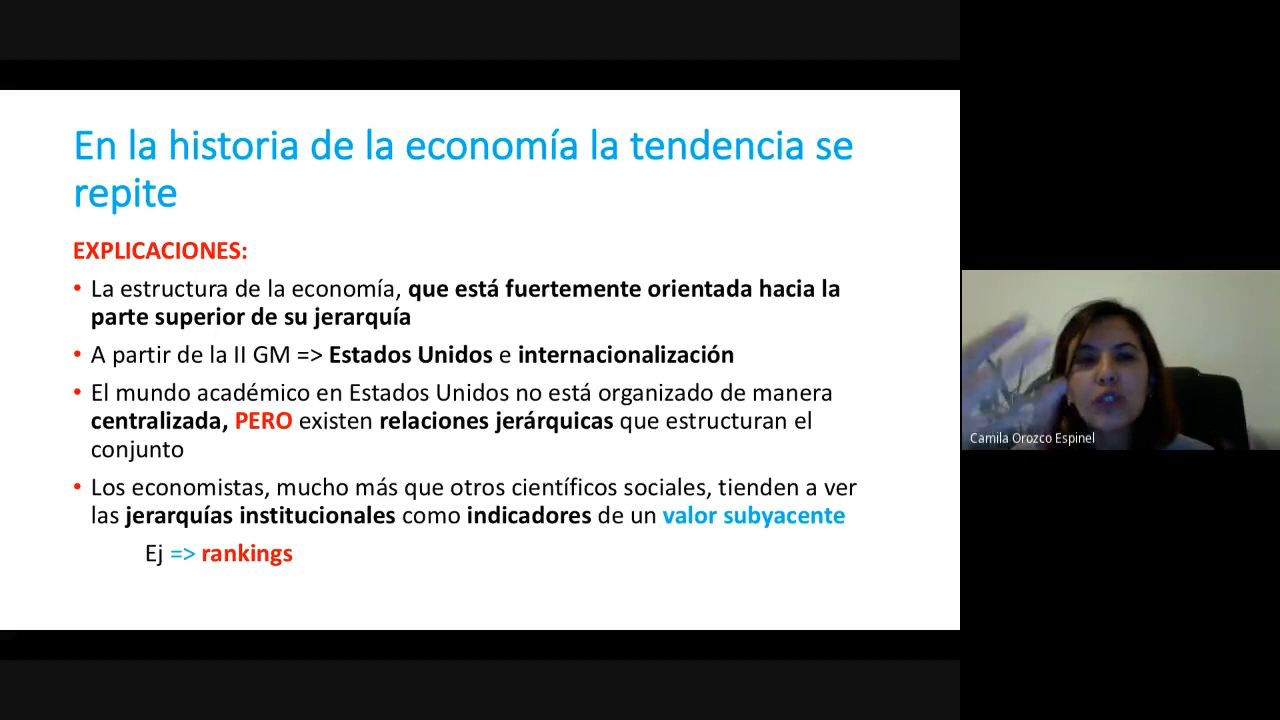 En la historia de la economía la tendencia se
repite
EXPLICACIONES:
• La estructura de la economía, que está fuertemente orientada hacia la
parte superior de su jerarquía
• A partir de la II GM => Estados Unidos e internacionalización
• El mundo académico en Estados Unidos no está organizado de manera
centralizada, PERO existen relaciones jerárquicas que estructuran el
conjunto
• Los economistas, mucho más que otros científicos sociales, tienden a ver
las jerarquías institucionales como indicadores de un valor subyacente
Ej => rankings
Camila Orozco Espinel